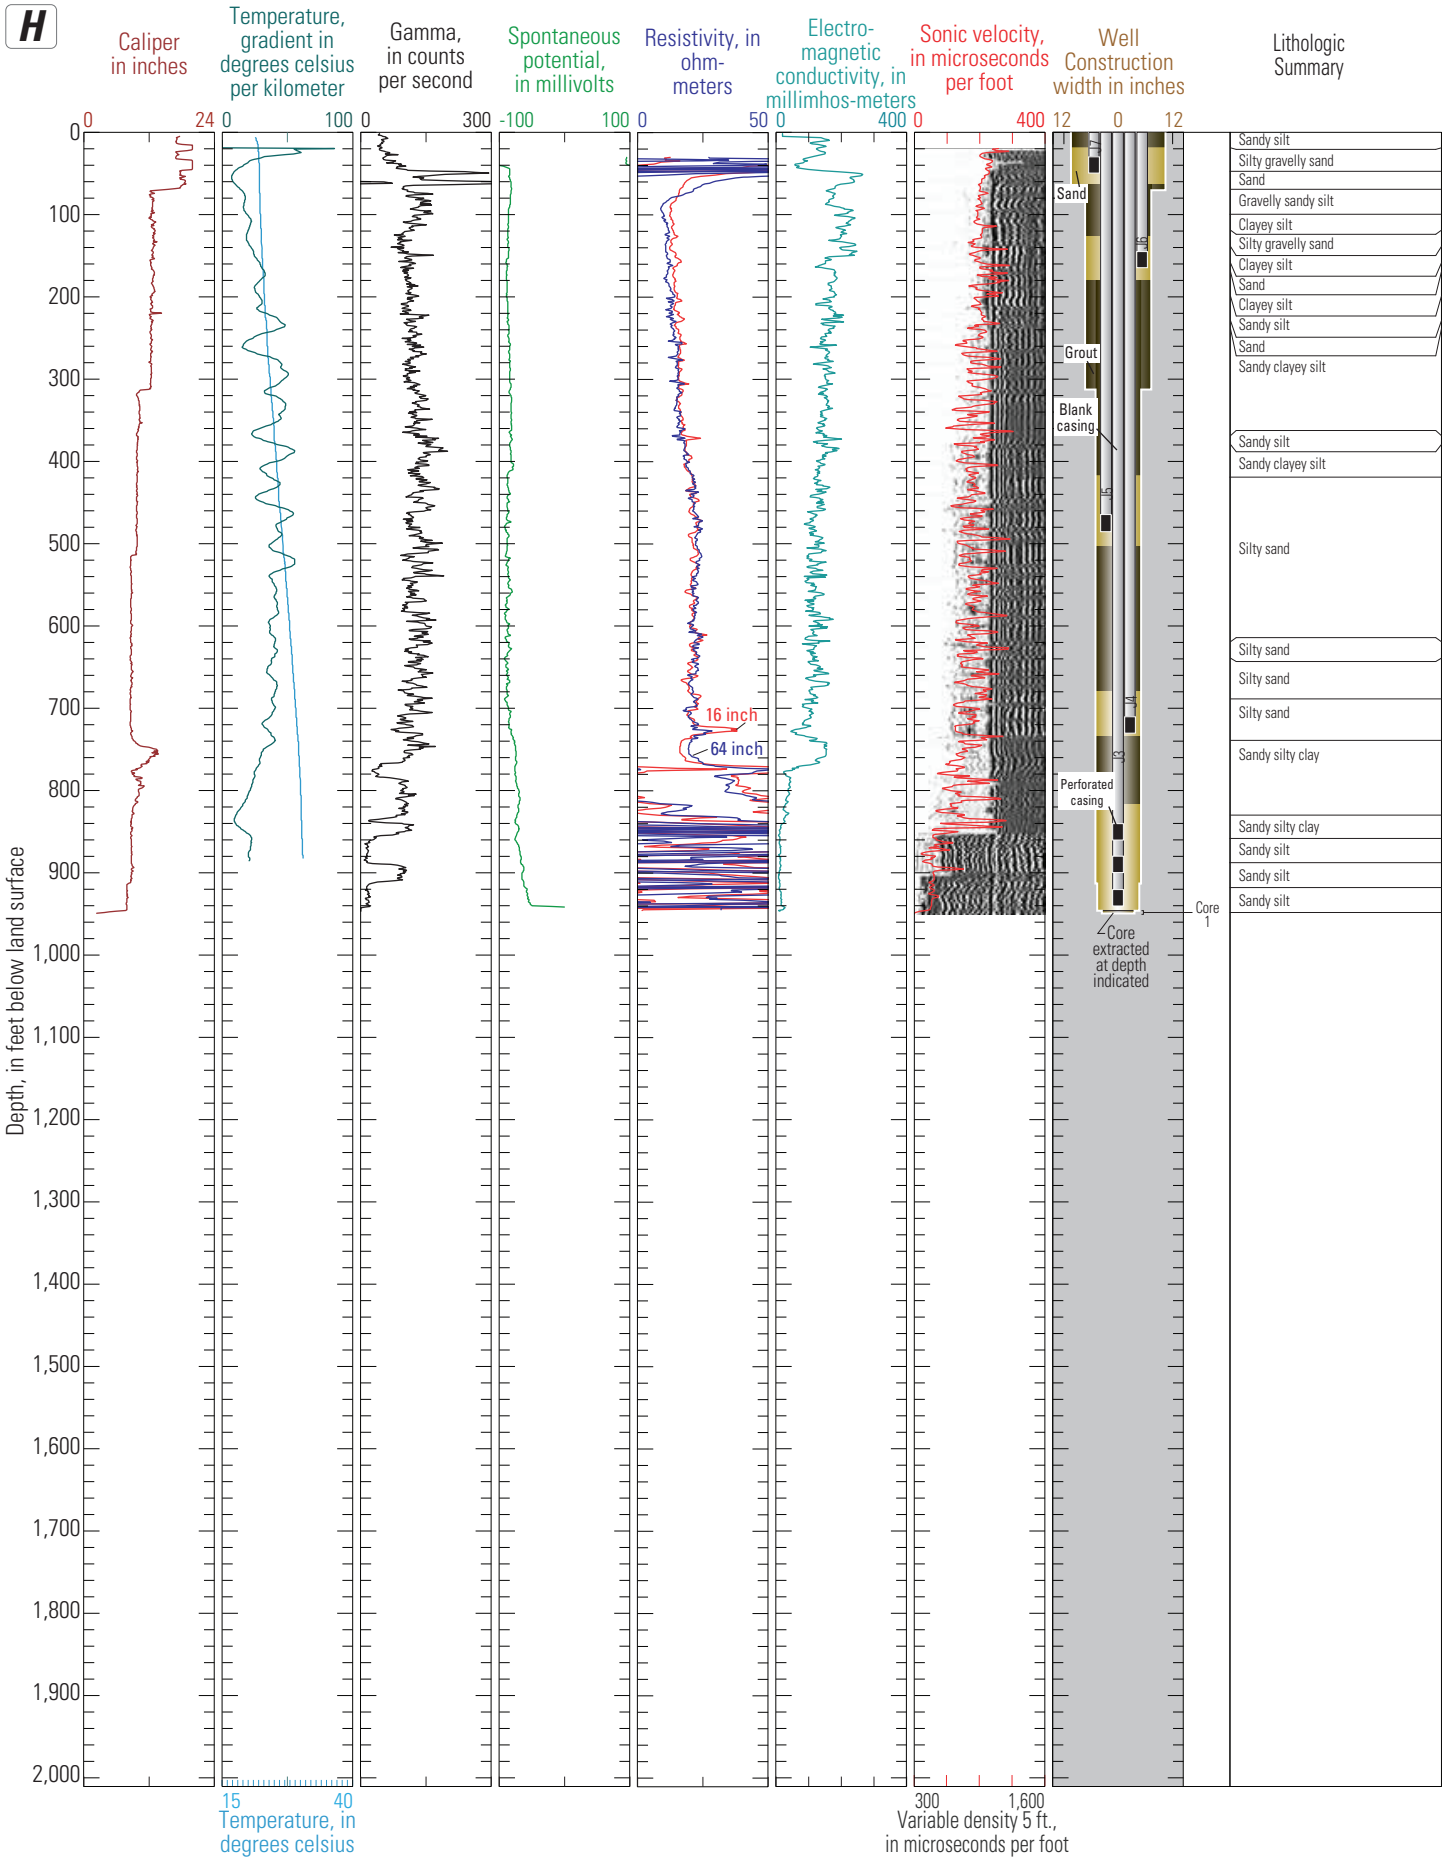 H
Caliper
in inches
Temperature,
gradient in
degrees celsius
per kilometer
Gamma,
in counts
per second
Spontaneous
potential,
in millivolts
Resistivity, in
ohm-
meters
Electro-
magnetic
conductivity, in
millimhos-meters
Sonic velocity,
in microseconds
per foot
Well
Construction
width in inches
Lithologic
Summary
0 24
0 100
0 300
-100 100
0 50
0 400
0 400
12 0 12
Depth, in feet below land surface
0
100
200
300
400
500
600
700
800
900
1,000
1,100
1,200
1,300
1,400
1,500
1,600
1,700
1,800
1,900
2,000
16 inch
64 inch
J7
Sand
J6
Grout
Blank
casing
J5
J4
J3
Perforated
casing
Core
extracted
at depth
indicated
Core
1
Sandy silt
Silty gravelly sand
Sand
Gravelly sandy silt
Clayey silt
Silty gravelly sand
Clayey silt
Sand
Clayey silt
Sandy silt
Sand
Sandy clayey silt
Sandy silt
Sandy clayey silt
Silty sand
Silty sand
Silty sand
Silty sand
Sandy silty clay
Sandy silty clay
Sandy silt
Sandy silt
Sandy silt
15 40
Temperature, in
degrees celsius
300 1,600
Variable density 5 ft.,
in microseconds per foot